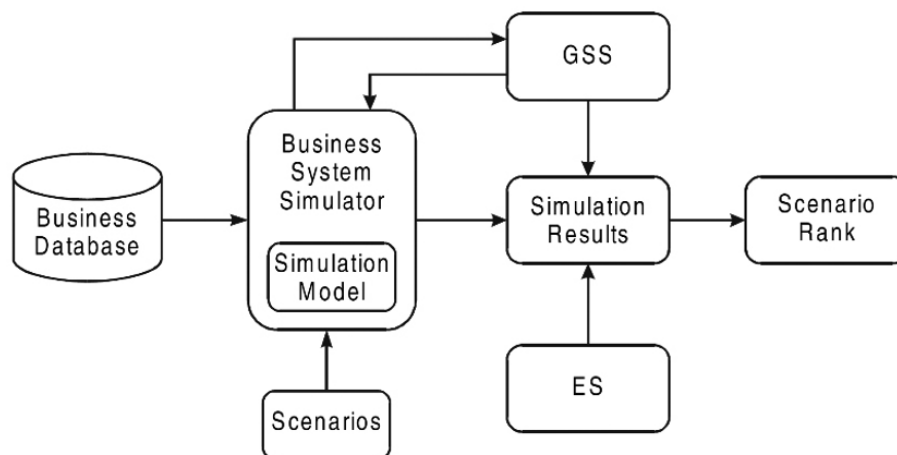 GSS
Business
System
Simulator
Simulation
Model
Business
Database
Simulation
Results
Scenario
Rank
Scenarios
ES